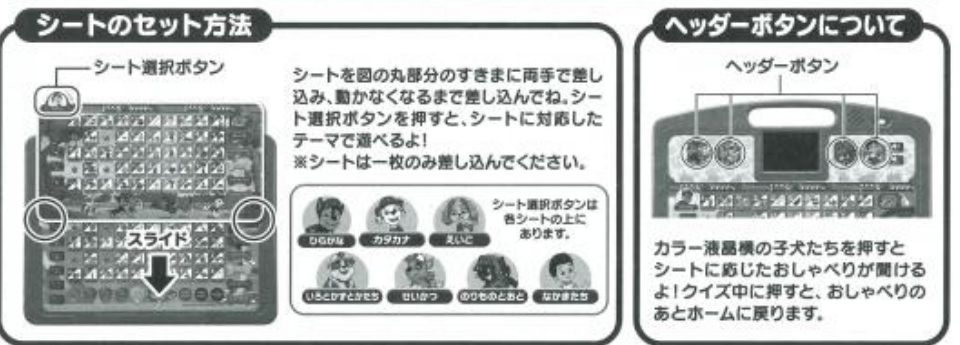 シートのセット方法
シート選択ボタン
スライド
シートを図の丸部分のすきまに両手で差し
込み、動かなくなるまで差し込んでね。シー
ト選択ボタンを押すと、シートに対応した
テーマで遊べるよ!
※シートは一枚のみ差し込んでください。
ひらがな
カタカナ
えいご
シート選択ボタンは
各シートの上に
あります。
いろとかずとかたち
せいかつ
のりものとおと
なかまたち
ヘッダーボタンについて
ヘッダーボタン
カラー液晶横の子犬たちを押すと
シートに応じたおしゃべりが聞ける
よ!クイズ中に押すと、おしゃべりの
あとホームに戻ります。